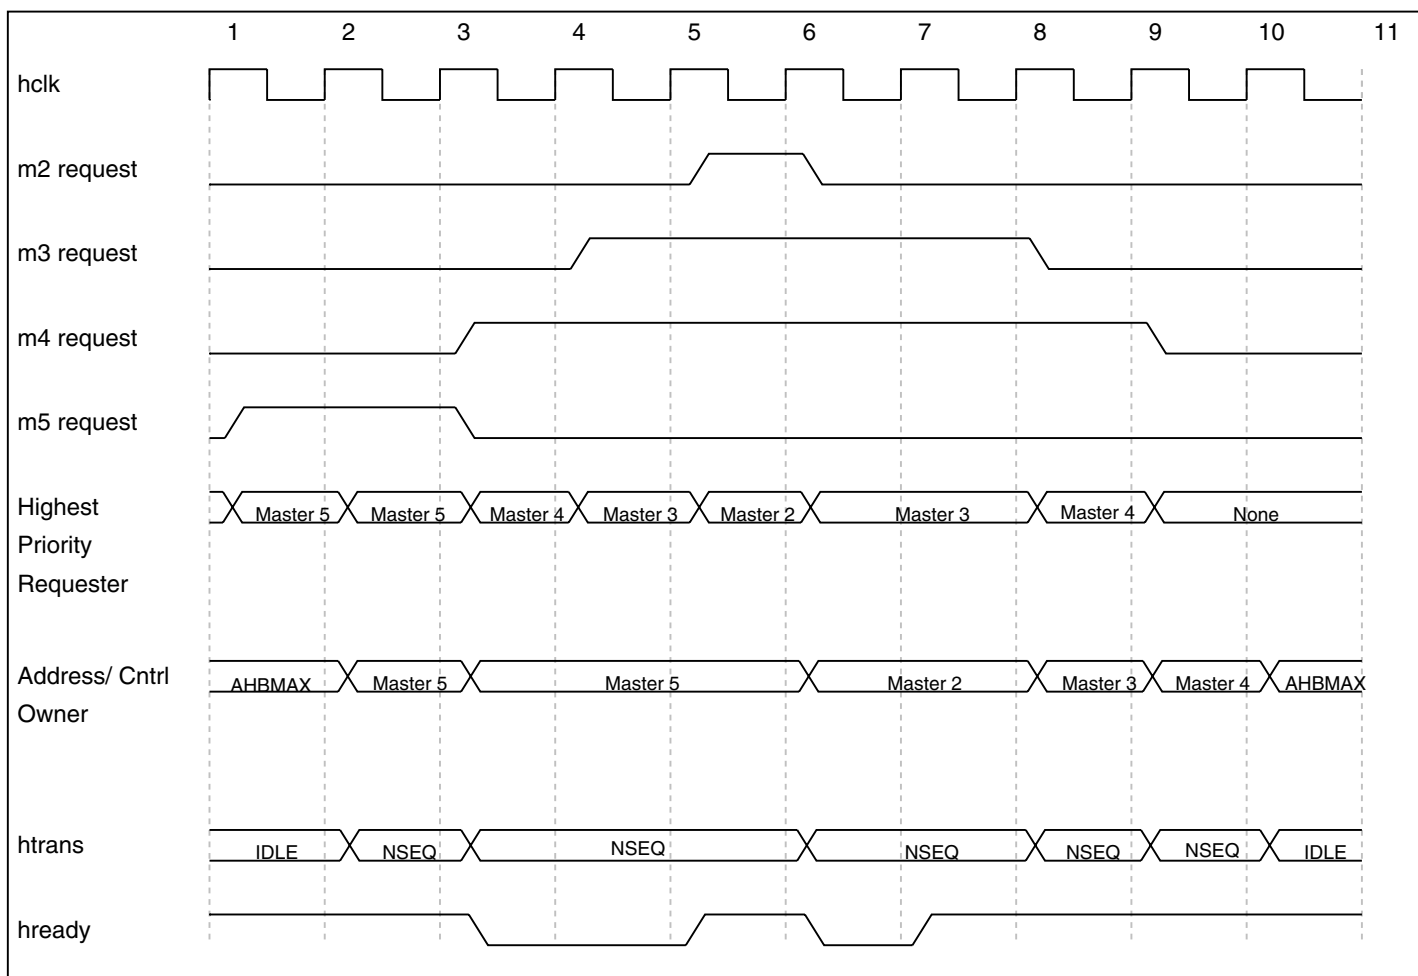 1 2 3 4 5 6 7 8 9 10 11
hclk
m2 request
m3 request
m4 request
m5 request
Highest
Priority
Requester
Master 5 Master 5 Master 4 Master 3 Master 2 Master 3 Master 4 None
Address/ Cntrl
Owner
AHBMAX Master 5 Master 5 Master 2 Master 3 Master 4 AHBMAX
htrans
IDLE NSEQ NSEQ NSEQ NSEQ NSEQ IDLE
hready